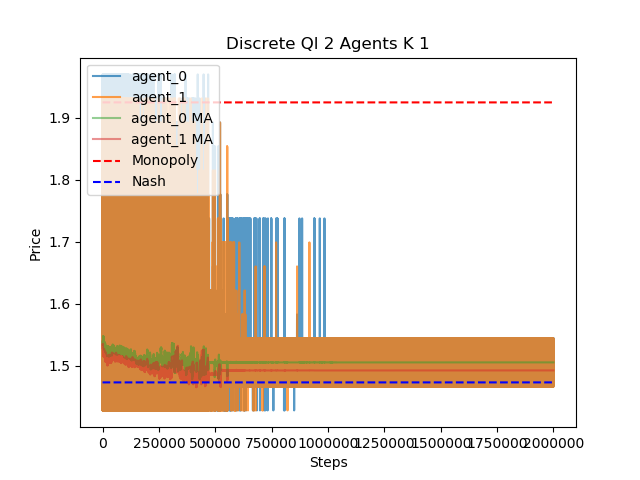 Discrete QI 2 Agents K 1
agent_0
agent_1
agent_0 MA
agent_1 MA
Monopoly
Nash
1.9
1.8
1.7
1.6
1.5
Price
0 250000 500000 750000 1000000 1250000 1500000 1750000 2000000
Steps